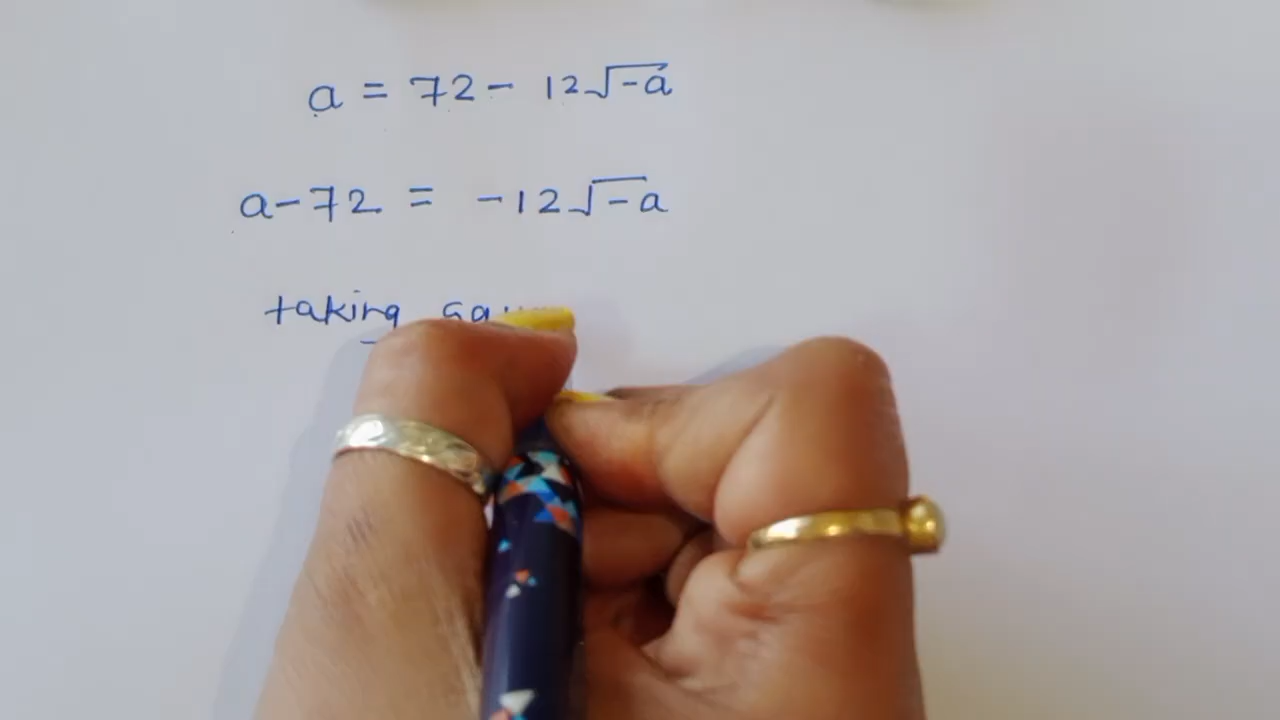 a = 72 - 12√-a
a-72 = -12√-a
taking